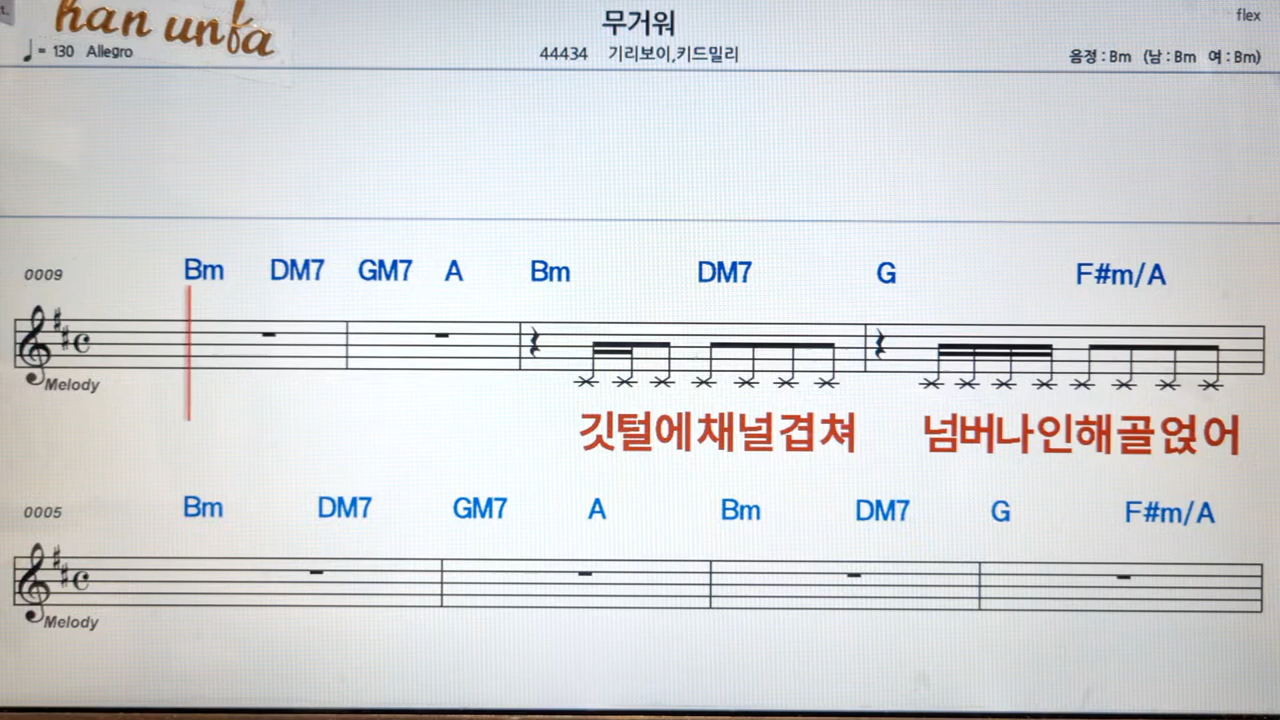 han unfa
무거워
flex
♩= 130 Allegro
44434 기리보이,키드밀리
음정 : Bm (남 : Bm 여 : Bm)
0009 Bm DM7 GM7 A Bm DM7 G F#m/A
Melody
깃털에채널겹쳐 넘버나인해골얹어
0005 Bm DM7 GM7 A Bm DM7 G F#m/A
Melody